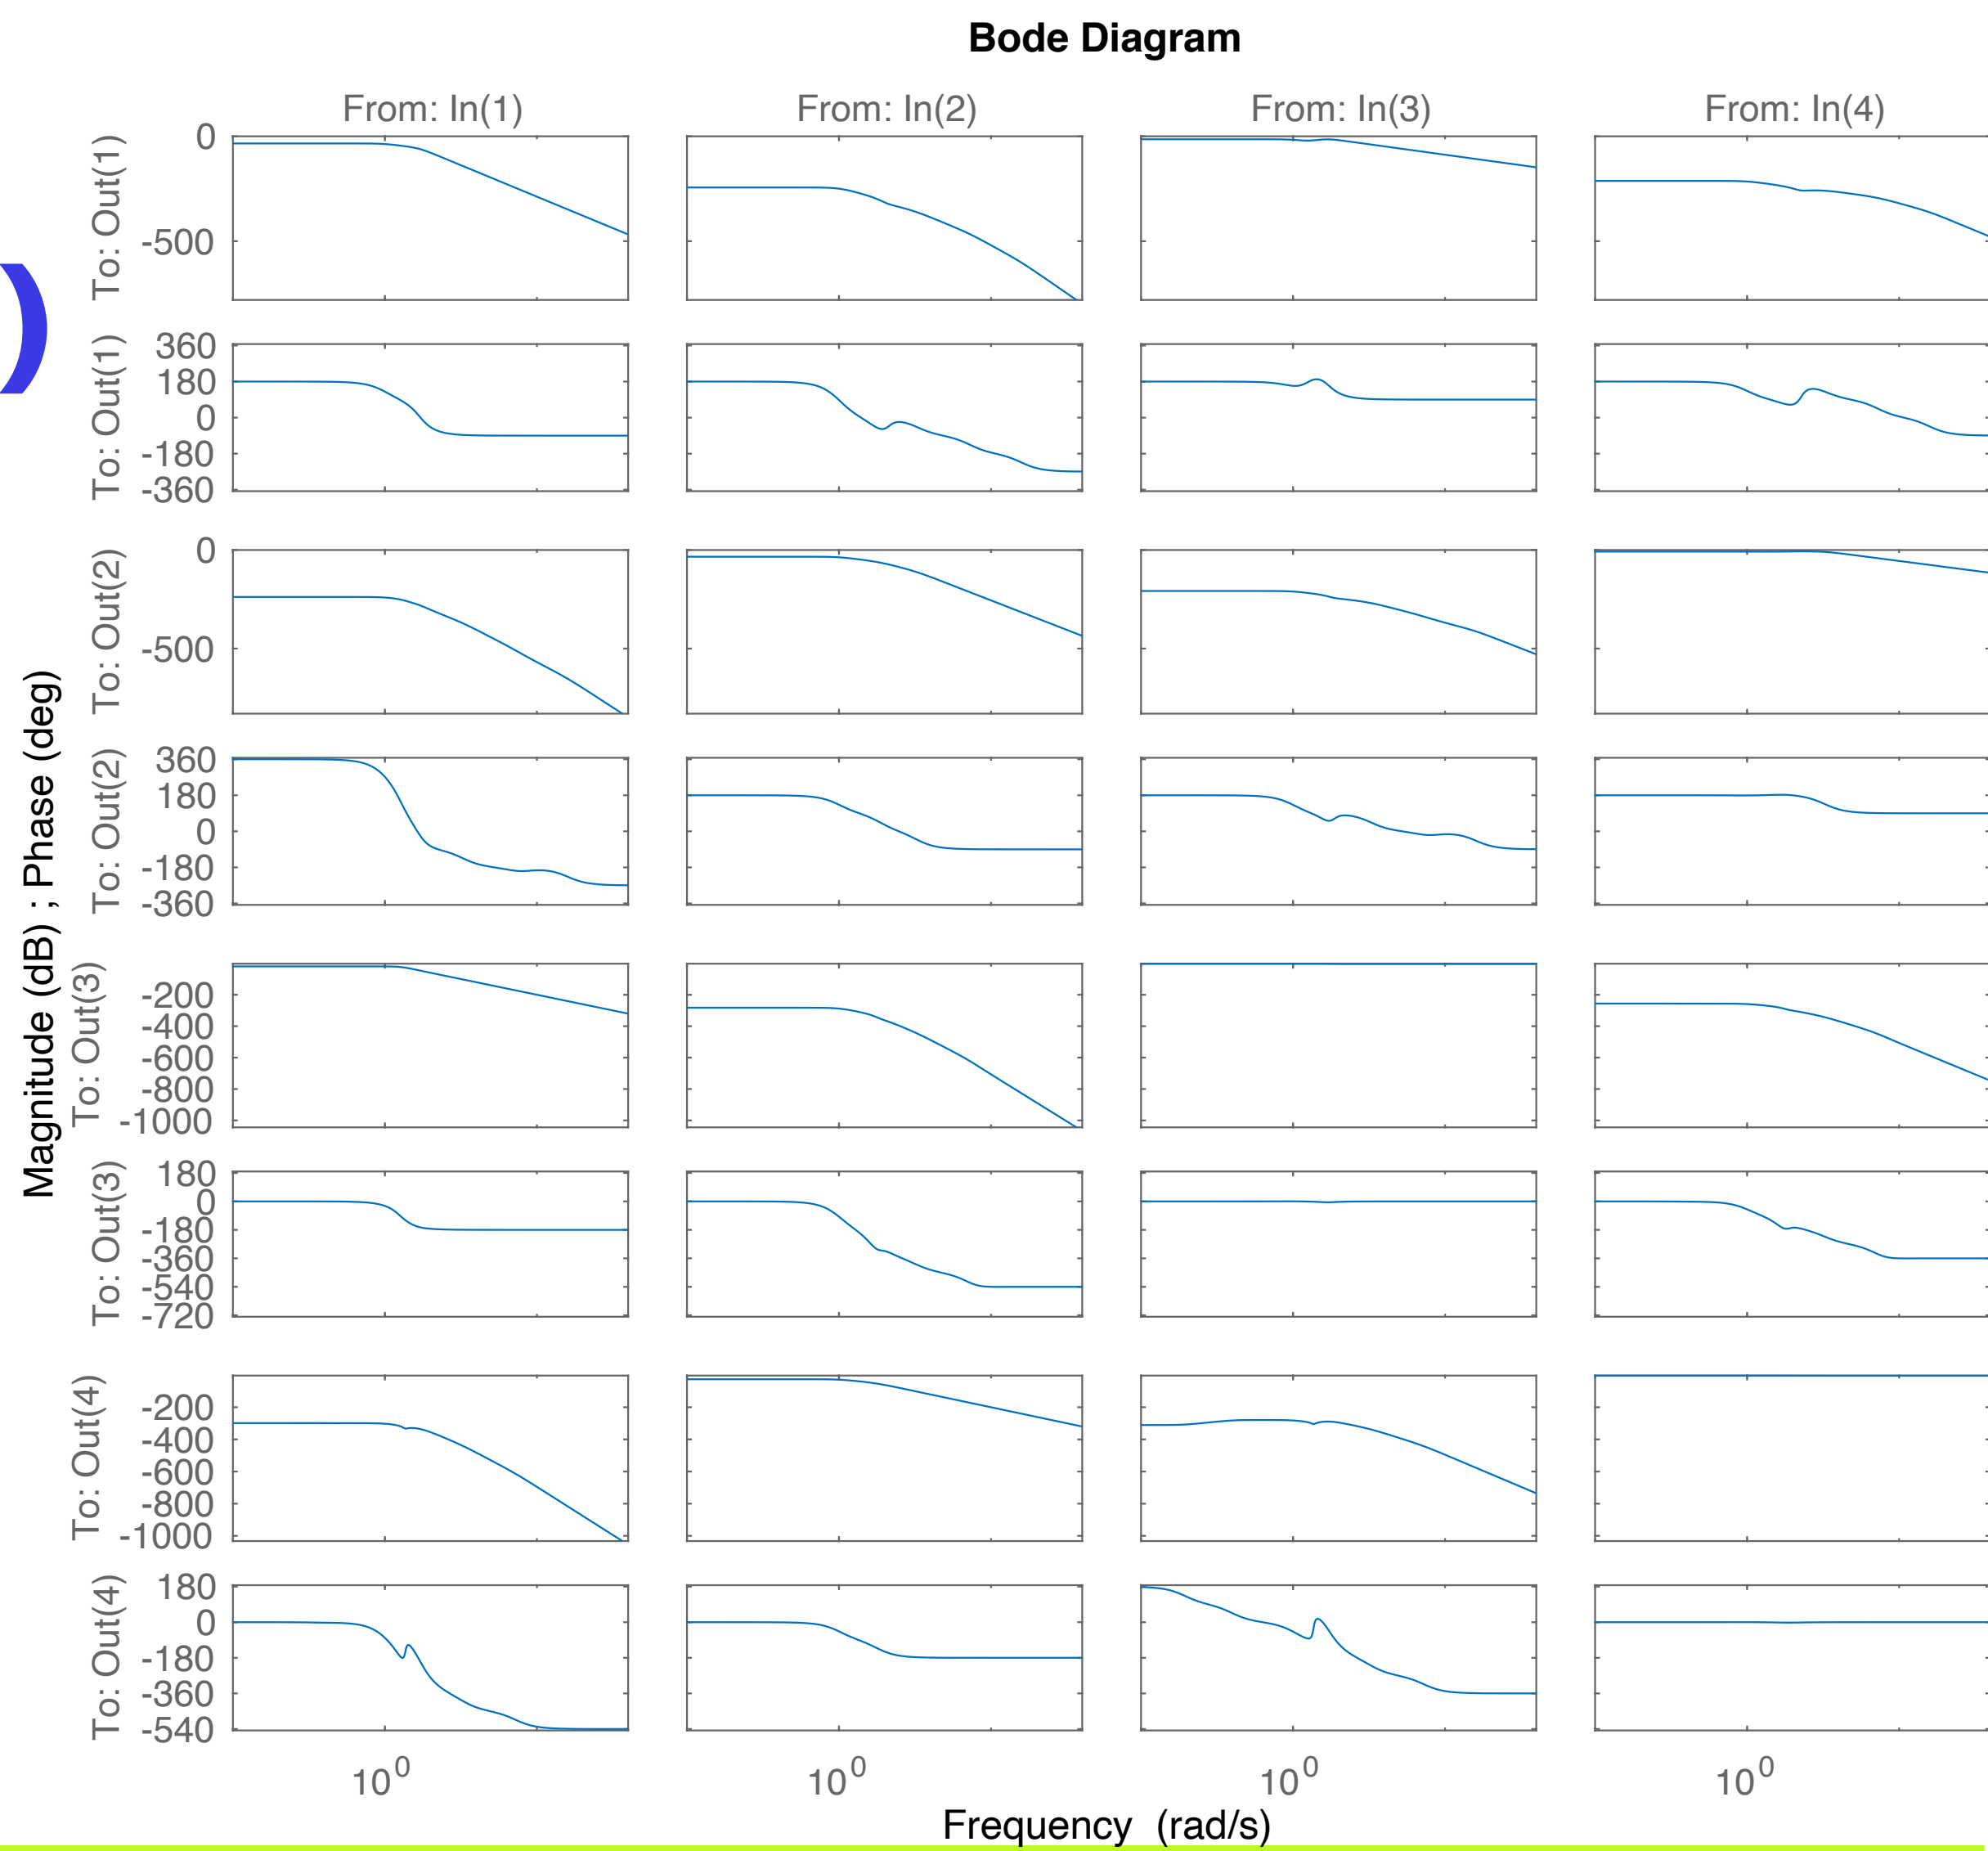 Bode Diagram
From: In(1) From: In(2) From: In(3) From: In(4)
)
Magnitude (dB) ; Phase (deg)
To: Out(1)
0
-500
To: Out(1)
360
180
0
-180
-360
To: Out(2)
0
-500
To: Out(2)
360
180
0
-180
-360
To: Out(3)
-200
-400
-600
-800
-1000
To: Out(3)
180
0
-180
-360
-540
-720
To: Out(4)
-200
-400
-600
-800
-1000
To: Out(4)
180
0
-180
-360
-540
10^0 10^0 10^0 10^0
Frequency (rad/s)